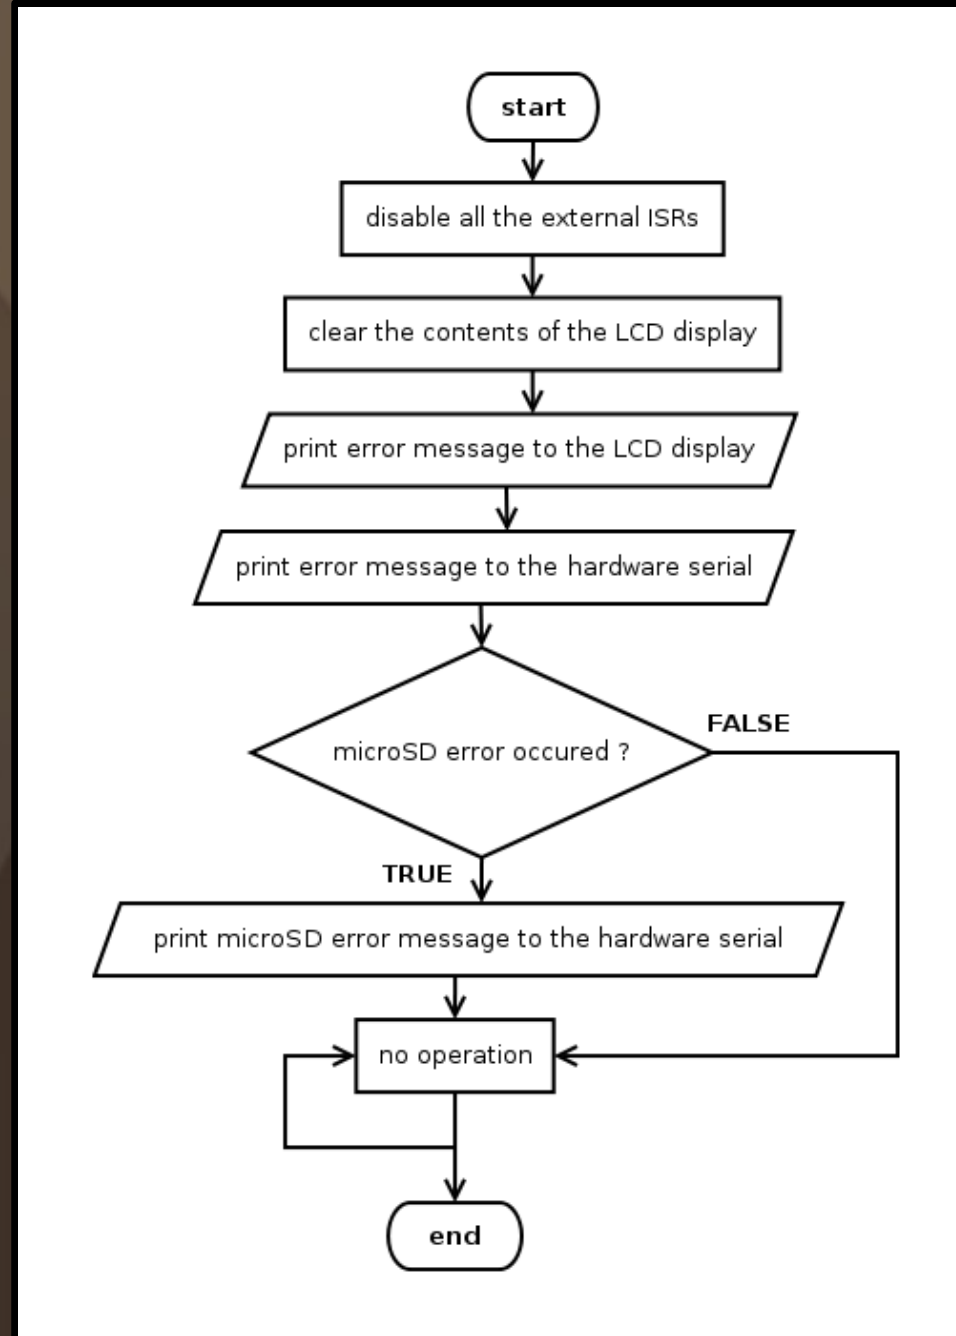 start
disable all the external ISRs
clear the contents of the LCD display
print error message to the LCD display
print error message to the hardware serial
microSD error occured ?
FALSE
TRUE
print microSD error message to the hardware serial
no operation
end